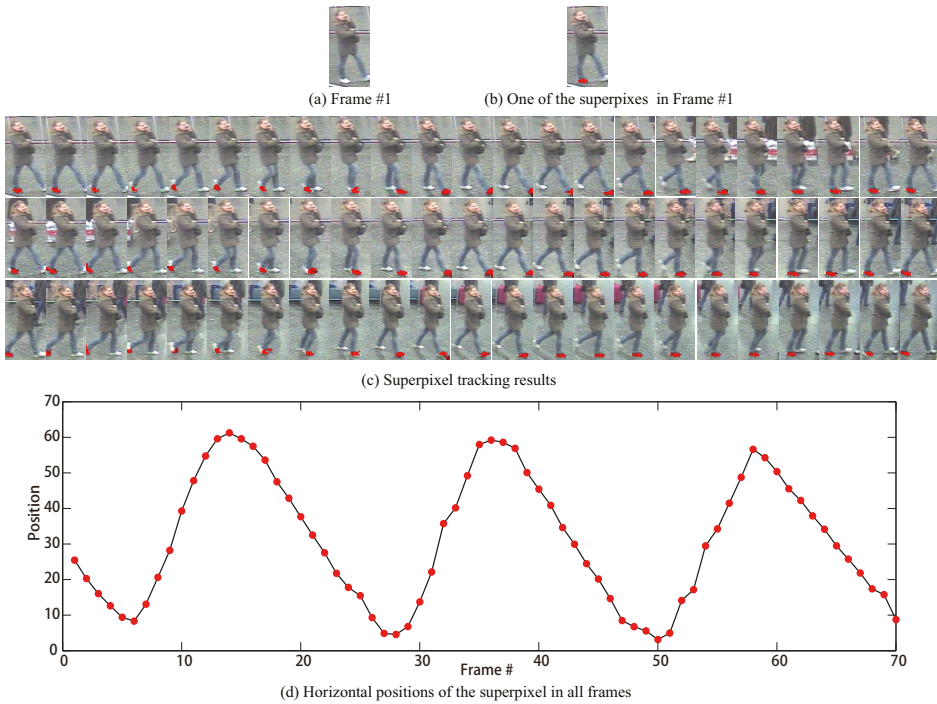 (a) Frame #1
(b) One of the superpixes in Frame #1
(c) Superpixel tracking results
70
60
50
40
30
20
10
0
Position
0 10 20 30 40 50 60 70
Frame #
(d) Horizontal positions of the superpixel in all frames